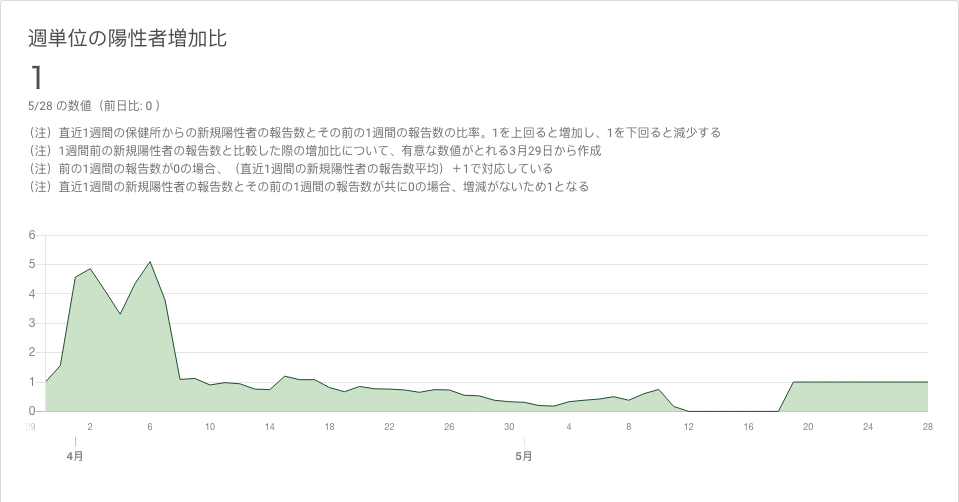 週単位の陽性者増加比
1
5/28 の数値（前日比: 0 ）
（注）直近1週間の保健所からの新規陽性者の報告数とその前の1週間の報告数の比率。1を上回ると増加し、1を下回ると減少する
（注）1週間前の新規陽性者の報告数と比較した際の増加比について、有意な数値がとれる3月29日から作成
（注）前の1週間の報告数が0の場合、（直近1週間の新規陽性者の報告数平均）＋1で対応している
（注）直近1週間の新規陽性者の報告数とその前の1週間の報告数が共に0の場合、増減がないため1となる
6
5
4
3
2
1
0
29 2 6 10 14 18 22 26 30 4 8 12 16 20 24 28
4月 5月